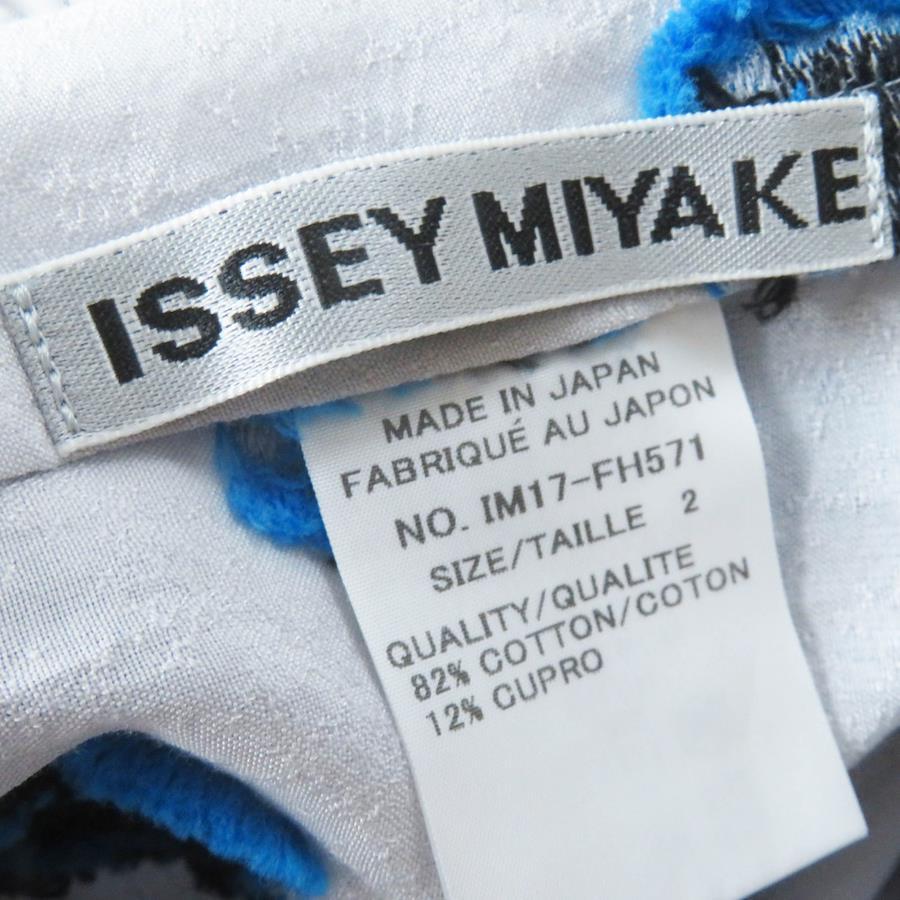 ISSEY MIYAKE
MADE IN JAPAN
FABRIQUÉ AU JAPON
NO. IM17-FH571
SIZE/TAILLE 2
QUALITY/QUALITE
82% COTTON/COTON
12% CUPRO